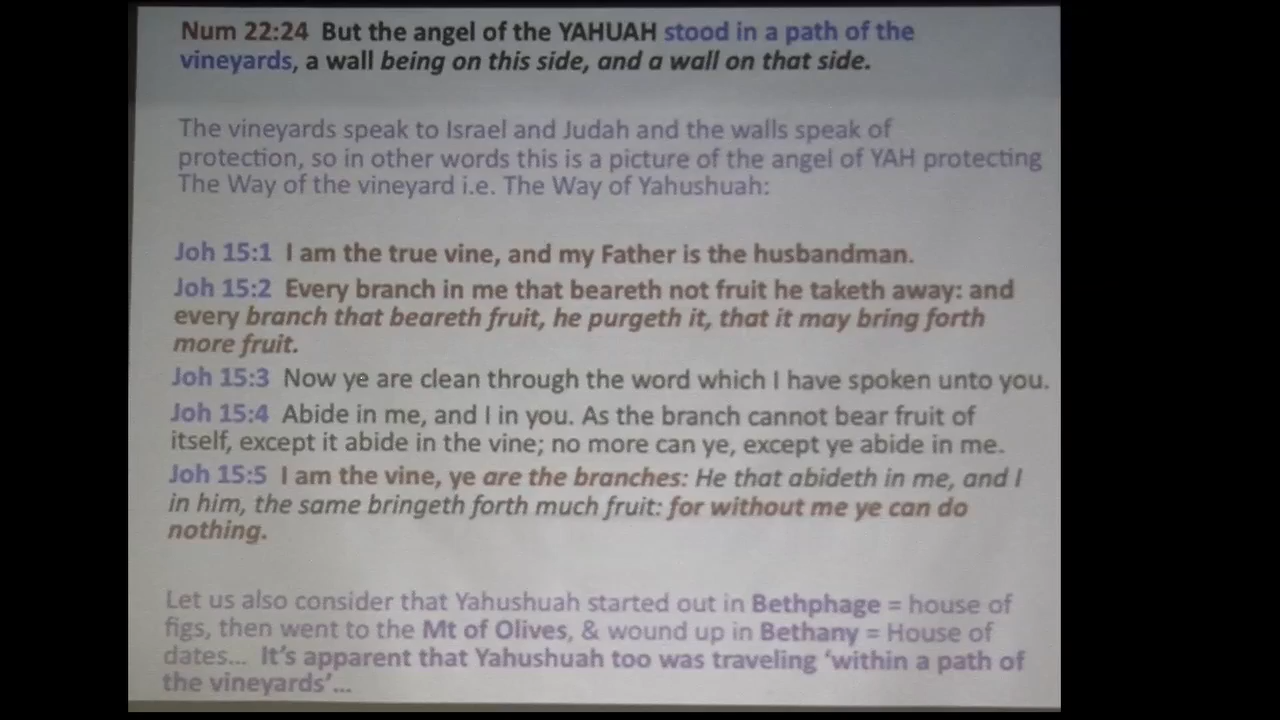 Num 22:24  But the angel of the YAHUAH stood in a path of the
vineyards, a wall being on this side, and a wall on that side.
The vineyards speak to Israel and Judah and the walls speak of
protection, so in other words this is a picture of the angel of YAH protecting
The Way of the vineyard i.e. The Way of Yahushuah:
Joh 15:1  I am the true vine, and my Father is the husbandman.
Joh 15:2  Every branch in me that beareth not fruit he taketh away: and
every branch that beareth fruit, he purgeth it, that it may bring forth
more fruit.
Joh 15:3  Now ye are clean through the word which I have spoken unto you.
Joh 15:4  Abide in me, and I in you. As the branch cannot bear fruit of
itself, except it abide in the vine; no more can ye, except ye abide in me.
Joh 15:5  I am the vine, ye are the branches: He that abideth in me, and I
in him, the same bringeth forth much fruit: for without me ye can do
nothing.
Let us also consider that Yahushuah started out in Bethphage = house of
figs, then went to the Mt of Olives, & wound up in Bethany = House of
dates... It's apparent that Yahushuah too was traveling 'within a path of
the vineyards'...